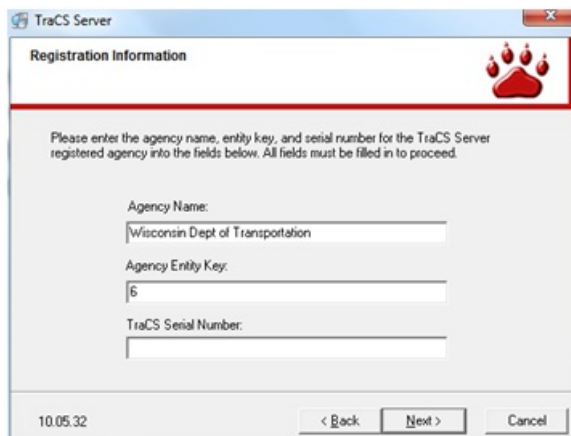 TraCS Server
Registration Information
Please enter the agency name, entity key, and serial number for the TraCS Server
registered agency into the fields below. All fields must be filled in to proceed.
Agency Name:
Wisconsin Dept of Transportation
Agency Entity Key:
6
TraCS Serial Number:
10.05.32
< Back
Next >
Cancel